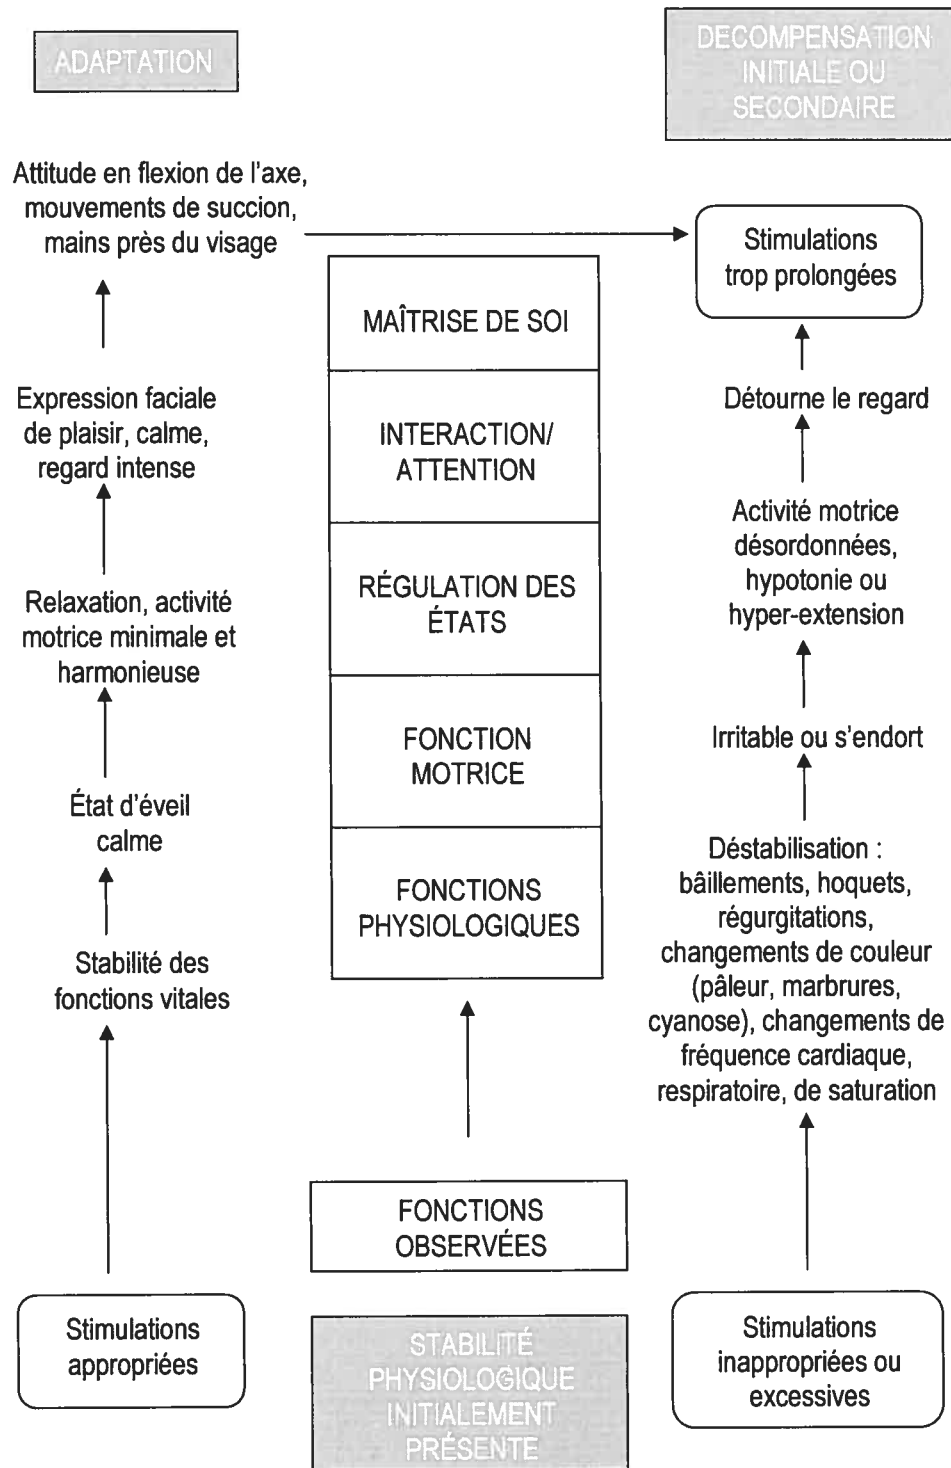 ADAPTATION
DECOMPENSATION
INITIALE OU
SECONDAIRE
Attitude en flexion de l'axe,
mouvements de succion,
mains près du visage
Stimulations
trop prolongées
MAÎTRISE DE SOI
Expression faciale
de plaisir, calme,
regard intense
INTERACTION/
ATTENTION
Détourne le regard
Activité motrice
désordonnées,
hypotonie ou
hyper-extension
Relaxation, activité
motrice minimale et
harmonieuse
RÉGULATION DES
ÉTATS
Irritable ou s'endort
FONCTION
MOTRICE
État d'éveil
calme
Déstabilisation :
bâillements, hoquets,
régurgitations,
changements de couleur
(pâleur, marbrures,
cyanose), changements de
fréquence cardiaque,
respiratoire, de saturation
FONCTIONS
PHYSIOLOGIQUES
Stabilité des
fonctions vitales
FONCTIONS
OBSERVÉES
Stimulations
appropriées
STABILITÉ
PHYSIOLOGIQUE
INITIALEMENT
PRÉSENTE
Stimulations
inappropriées ou
excessives